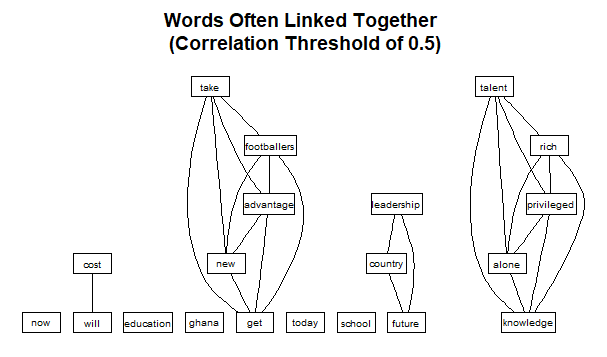 Words Often Linked Together
(Correlation Threshold of 0.5)
take
talent
footballers
rich
advantage
leadership
privileged
cost
new
country
alone
now
will
education
ghana
get
today
school
future
knowledge